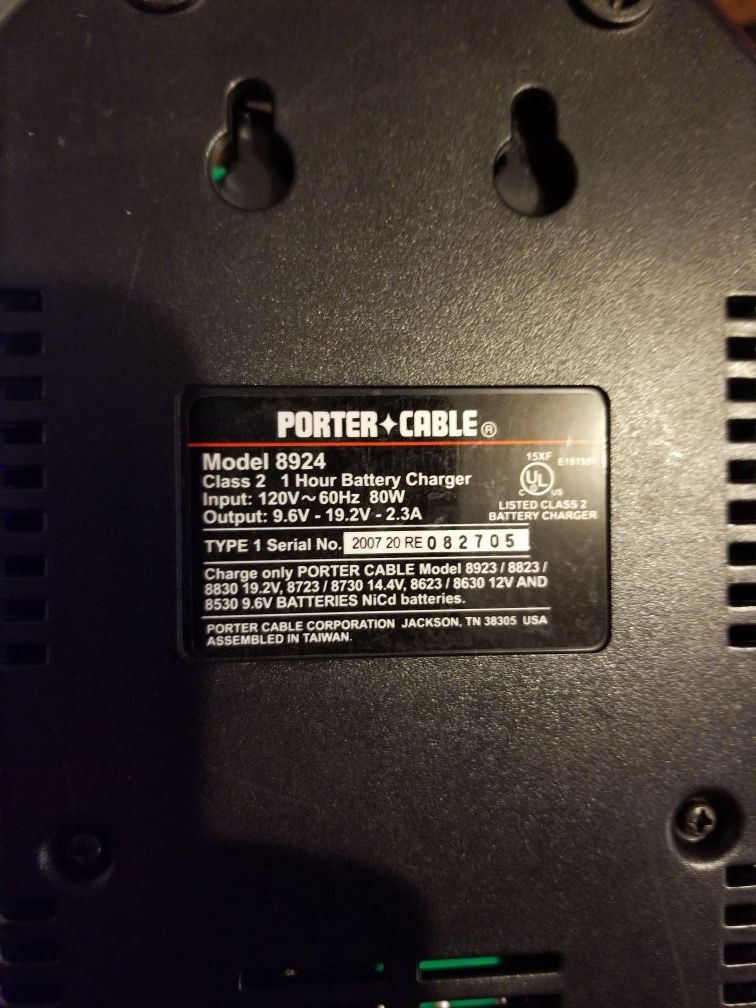 PORTER+CABLE ®
Model 8924
Class 2 1 Hour Battery Charger
Input: 120V~60Hz 80W
Output: 9.6V - 19.2V - 2.3A
15XF
UL
C US
LISTED CLASS 2
BATTERY CHARGER
TYPE 1 Serial No. 2007 20 RE 082705
Charge only PORTER CABLE Model 8923 / 8823 /
8830 19.2V, 8723 / 8730 14.4V, 8623 / 8630 12V AND
8530 9.6V BATTERIES NiCd batteries.
PORTER CABLE CORPORATION JACKSON, TN 38305 USA
ASSEMBLED IN TAIWAN.